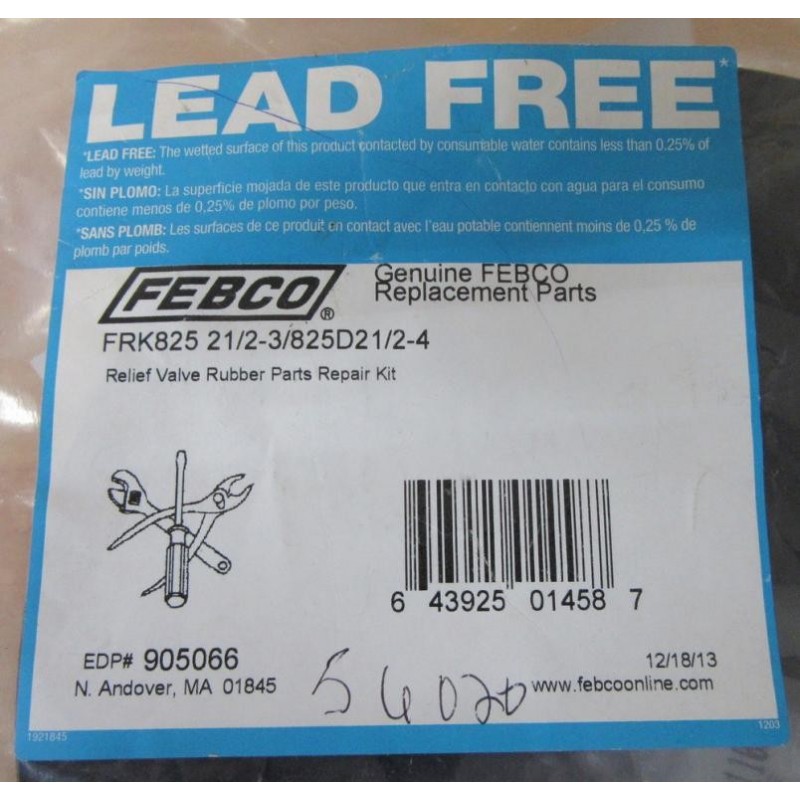 LEAD FREE*
*LEAD FREE: The wetted surface of this product contacted by consumable water contains less than 0.25% of
lead by weight.
*SIN PLOMO: La superficie mojada de este producto que entra en contacto con agua para el consumo
contiene menos de 0,25% de plomo por peso.
*SANS PLOMB: Les surfaces de ce produit en contact avec l'eau potable contiennent moins de 0,25 % de
plomb par poids.
FEBCO®
Genuine FEBCO
Replacement Parts
FRK825 21/2-3/825D21/2-4
Relief Valve Rubber Parts Repair Kit
6 43925 01458 7
EDP# 905066
12/18/13
N. Andover, MA 01845
www.febcoonline.com
1921845
1203